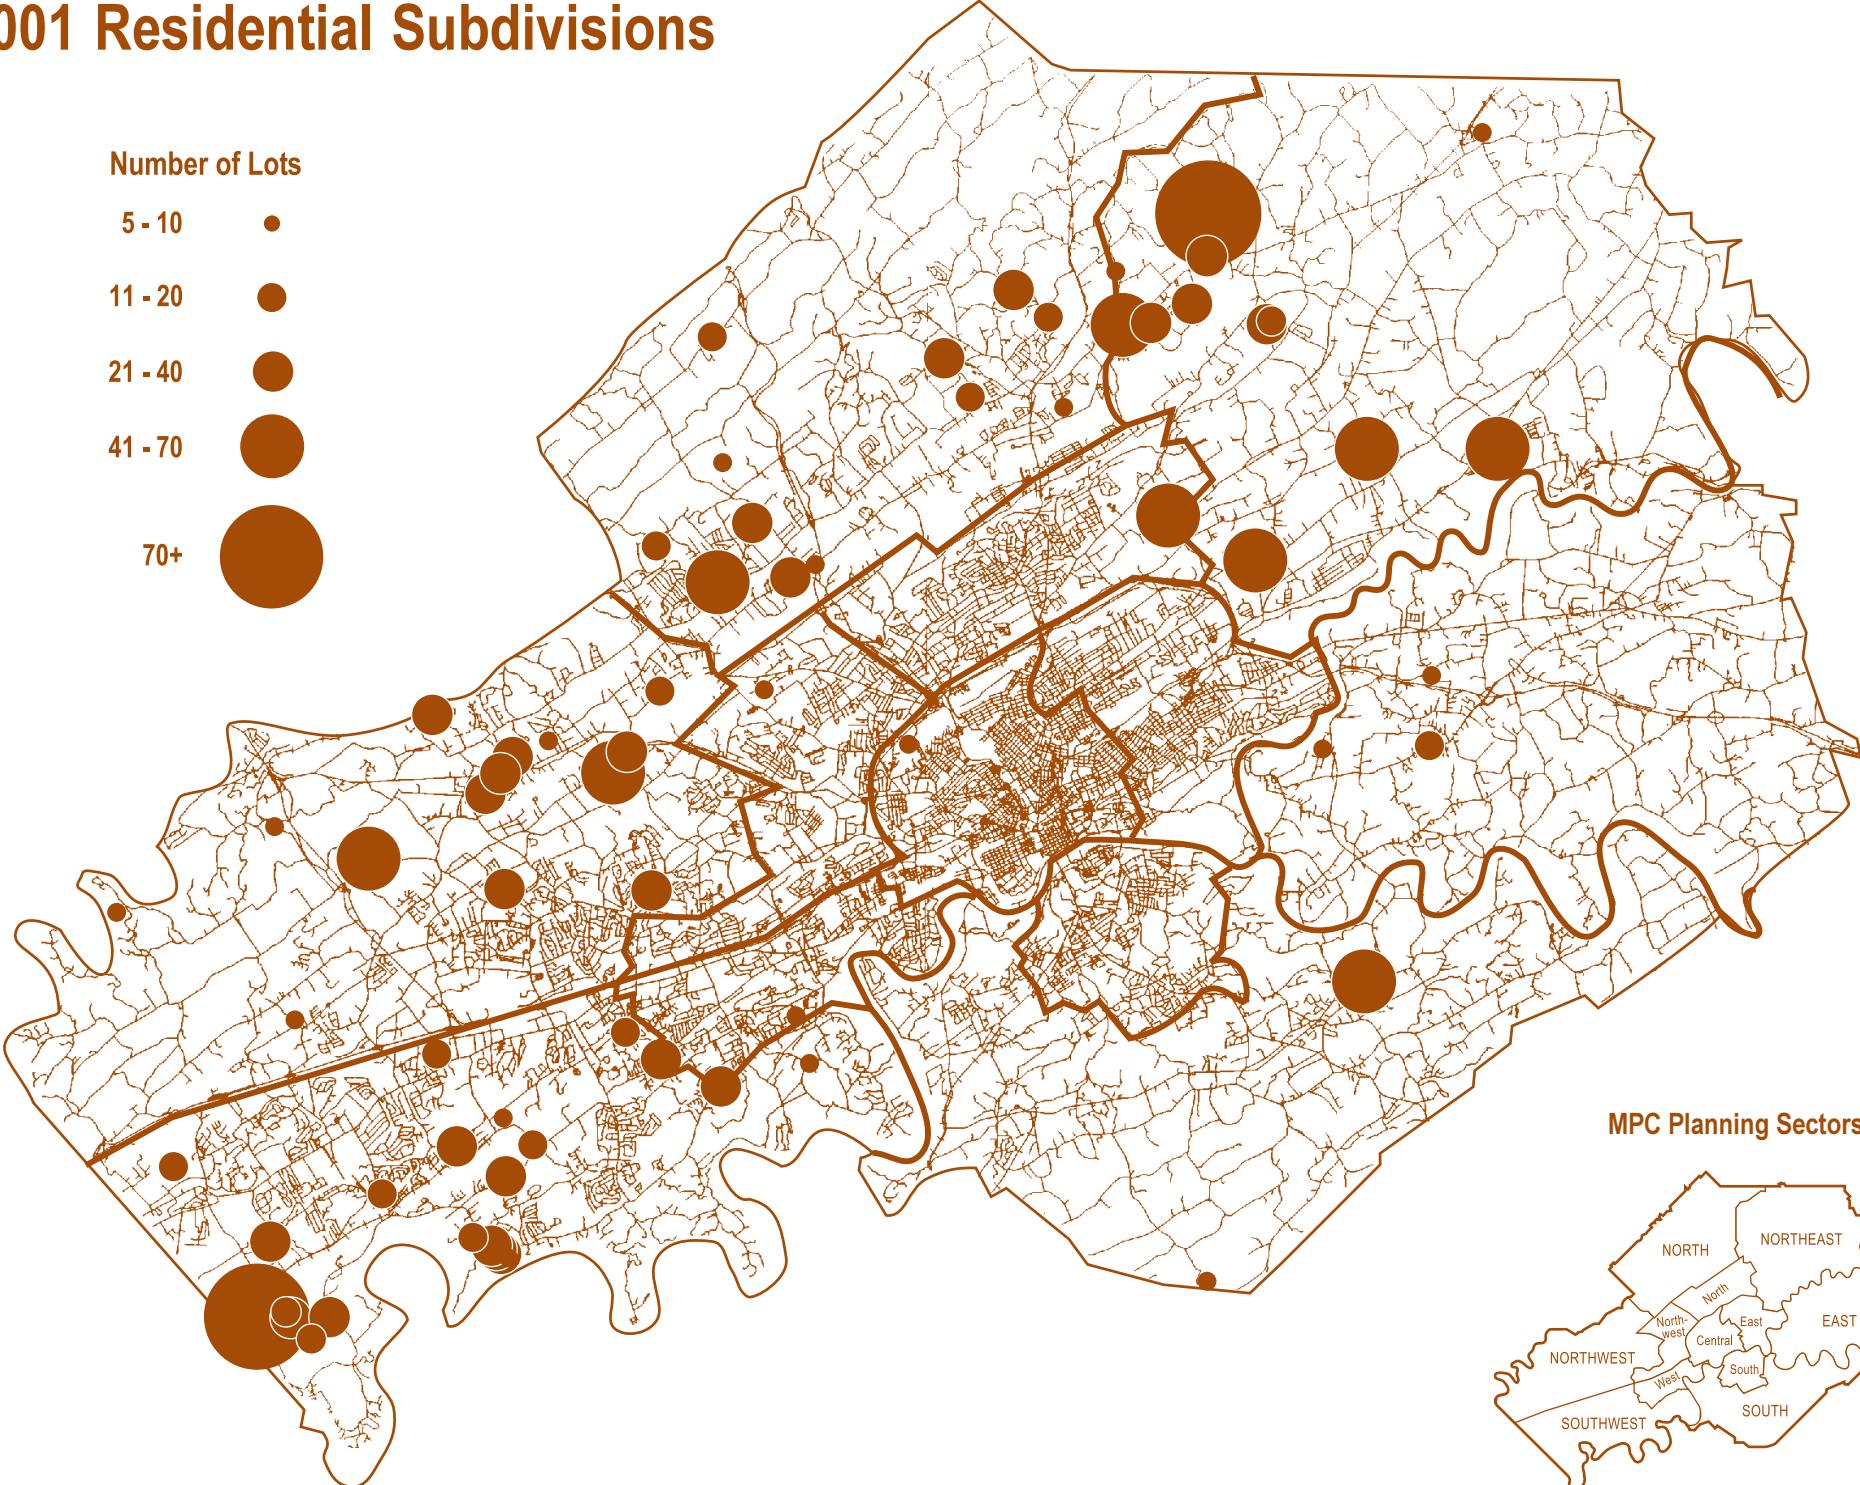 001 Residential Subdivisions
Number of Lots
5 - 10
11 - 20
21 - 40
41 - 70
70+
MPC Planning Sectors
NORTH
NORTHEAST
North
North-
west
East
EAST
Central
NORTHWEST
South
West
SOUTH
SOUTHWEST